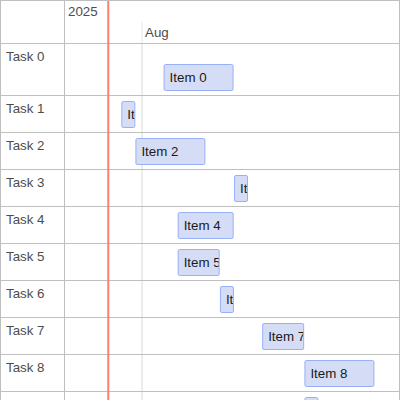 2025
Aug
Task 0
Item 0
Task 1
It
Task 2
Item 2
Task 3
It
Task 4
Item 4
Task 5
Item 5
Task 6
It
Task 7
Item 7
Task 8
Item 8